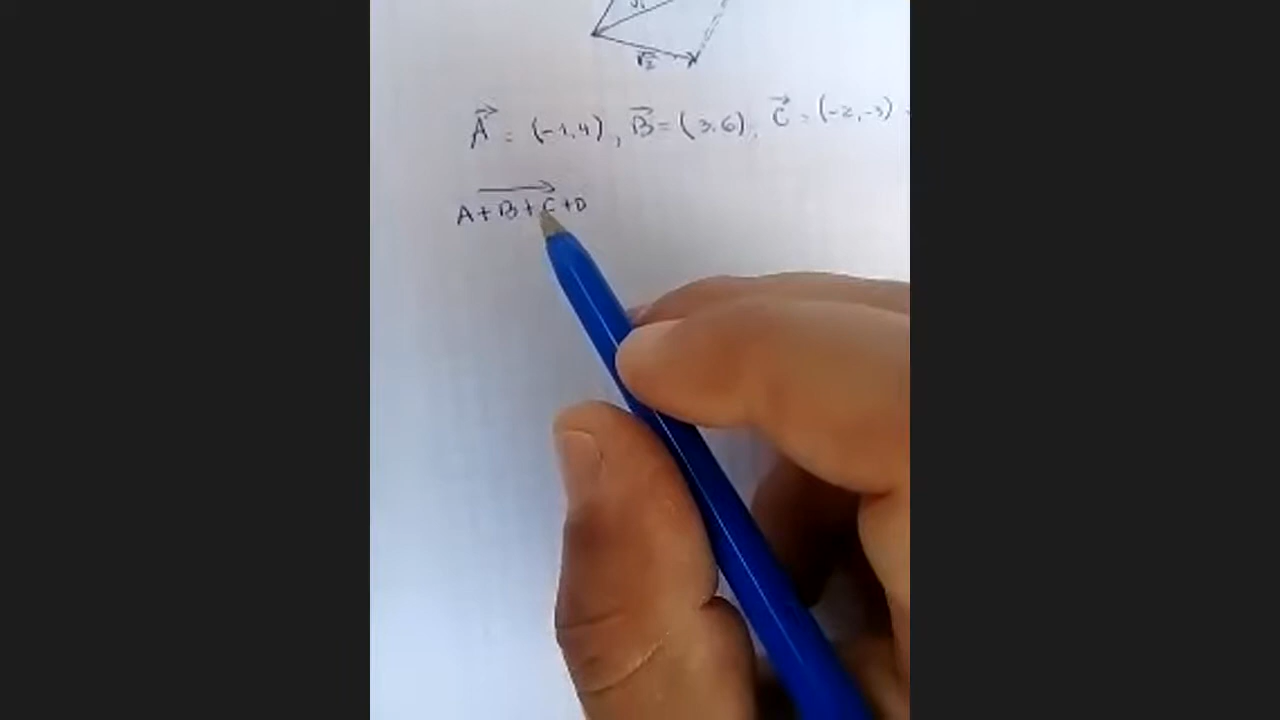 A⃗ = (-1,4), B⃗ = (3,6), C⃗ = (-2,-3)
A+B+C+D